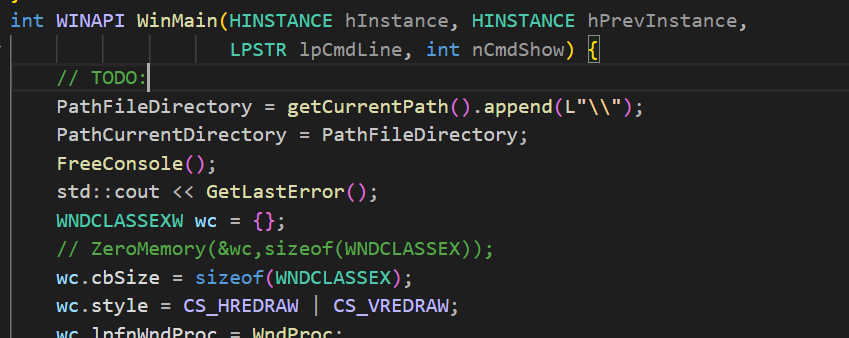 int WINAPI WinMain(HINSTANCE hInstance, HINSTANCE hPrevInstance,
LPSTR lpCmdLine, int nCmdShow) {
// TODO:
PathFileDirectory = getCurrentPath().append(L"\\");
PathCurrentDirectory = PathFileDirectory;
FreeConsole();
std::cout << GetLastError();
WNDCLASSEXW wc = {};
// ZeroMemory(&wc,sizeof(WNDCLASSEX));
wc.cbSize = sizeof(WNDCLASSEX);
wc.style = CS_HREDRAW | CS_VREDRAW;
wc.lpfnWndProc = WndProc;